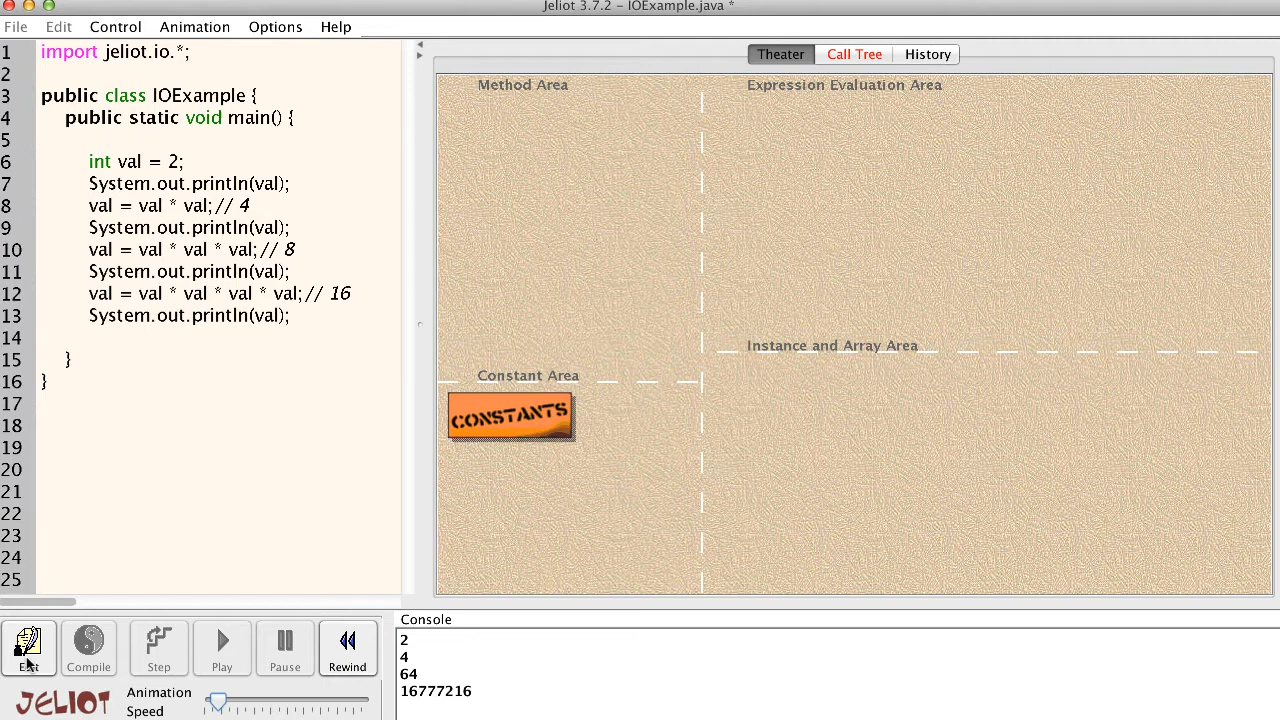 Jeliot 3.7.2 - IOExample.java *
File Edit Control Animation Options Help
1 import jeliot.io.*;
2
3 public class IOExample {
4 public static void main() {
5
6 int val = 2;
7 System.out.println(val);
8 val = val * val;// 4
9 System.out.println(val);
10 val = val * val * val;// 8
11 System.out.println(val);
12 val = val * val * val * val;// 16
13 System.out.println(val);
14
15 }
16 }
17
18
19
20
21
22
23
24
25
Theater Call Tree History
Method Area
Expression Evaluation Area
Instance and Array Area
Constant Area
CONSTANTS
Edit Compile Step Play Pause Rewind
JELIOT
Animation
Speed
Console
2
4
64
16777216